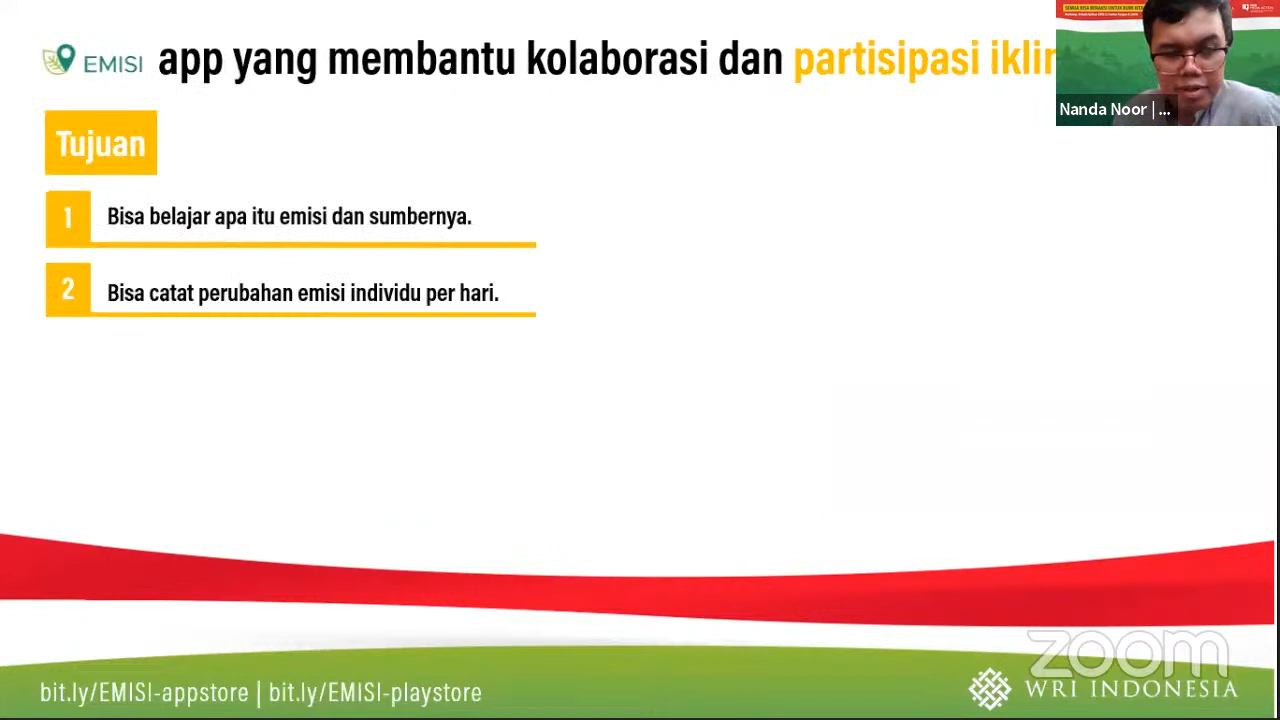 EMISI app yang membantu kolaborasi dan partisipasi iklim
Nanda Noor | ...
Tujuan
1 Bisa belajar apa itu emisi dan sumbernya.
2 Bisa catat perubahan emisi individu per hari.
zoom
bit.ly/EMISI-appstore | bit.ly/EMISI-playstore
WRI INDONESIA